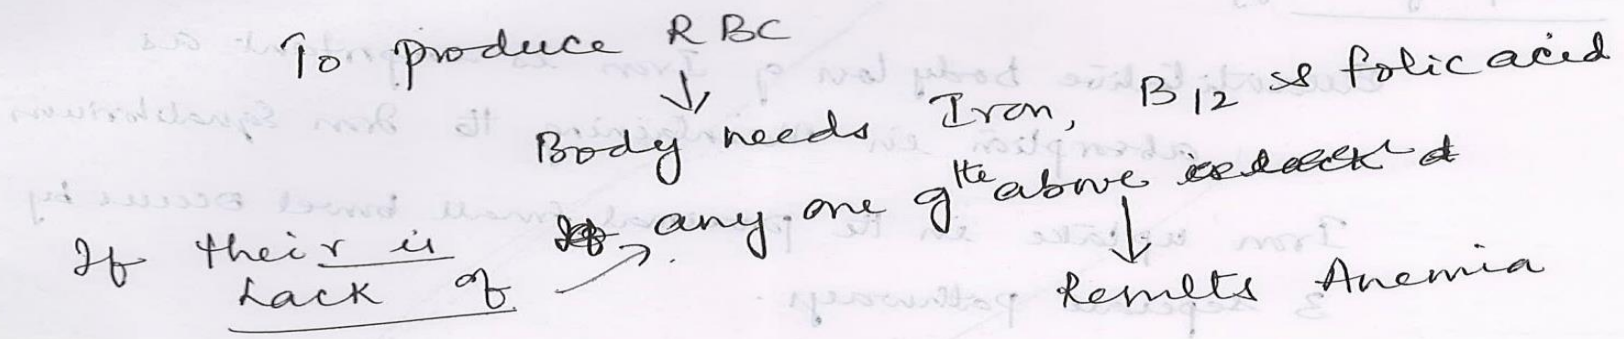 To produce RBC
↓
Body needs Iron, B12 & folic acid
If their is Lack of → any one of the above
↓
Results Anemia